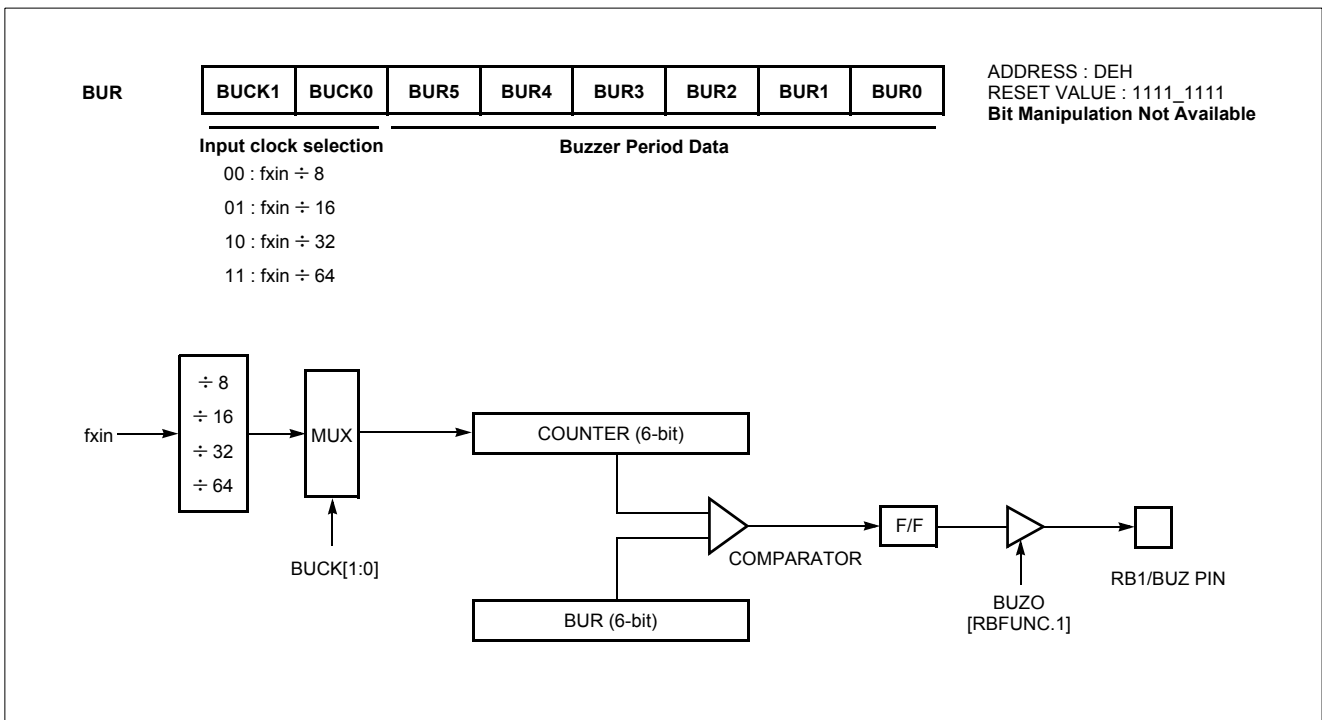 BUR BUCK1 BUCK0 BUR5 BUR4 BUR3 BUR2 BUR1 BUR0
ADDRESS : DEH
RESET VALUE : 1111_1111
Bit Manipulation Not Available
Input clock selection
Buzzer Period Data
00 : fxin ÷ 8
01 : fxin ÷ 16
10 : fxin ÷ 32
11 : fxin ÷ 64
fxin
÷ 8
÷ 16
÷ 32
÷ 64
MUX
BUCK[1:0]
COUNTER (6-bit)
COMPARATOR
BUR (6-bit)
F/F
BUZO
[RBFUNC.1]
RB1/BUZ PIN